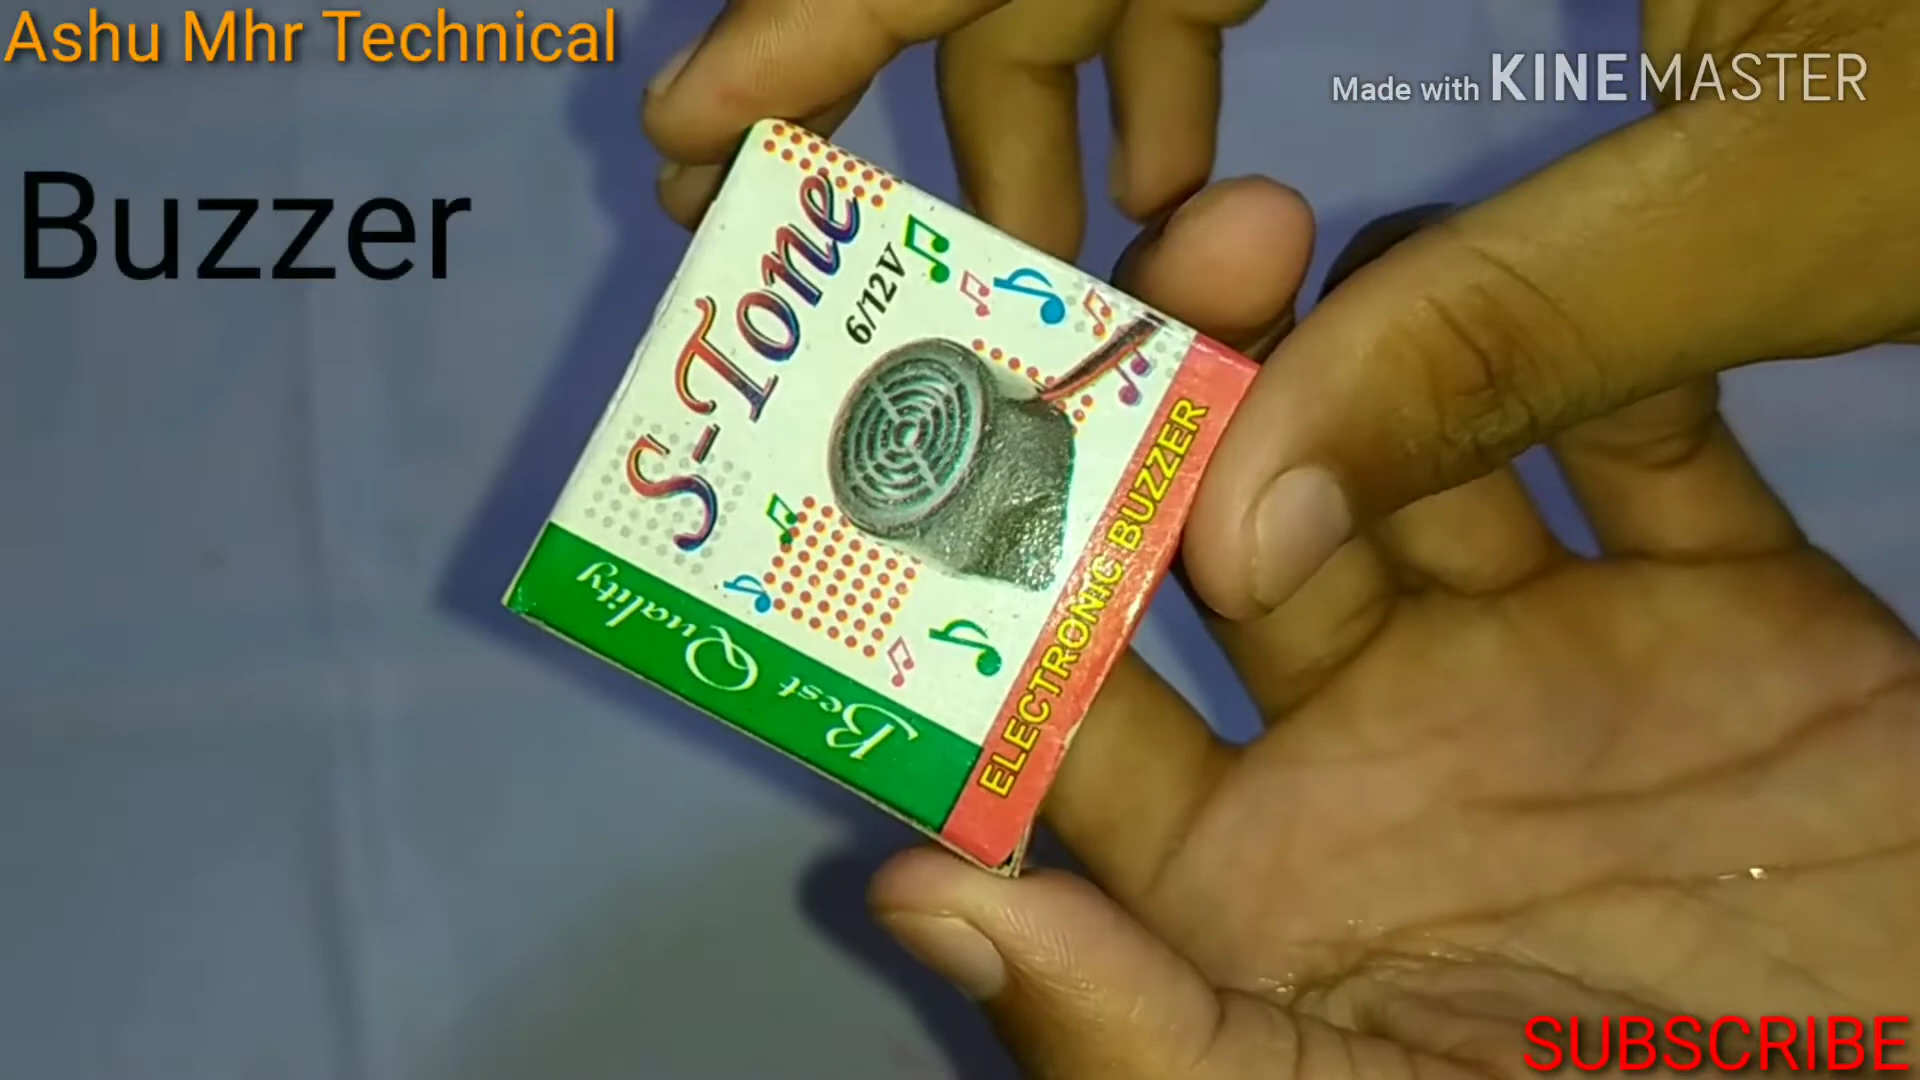 Ashu Mhr Technical
Made with KINEMASTER
Buzzer
S-Tone
6/12V
ELECTRONIC BUZZER
Best Quality
SUBSCRIBE